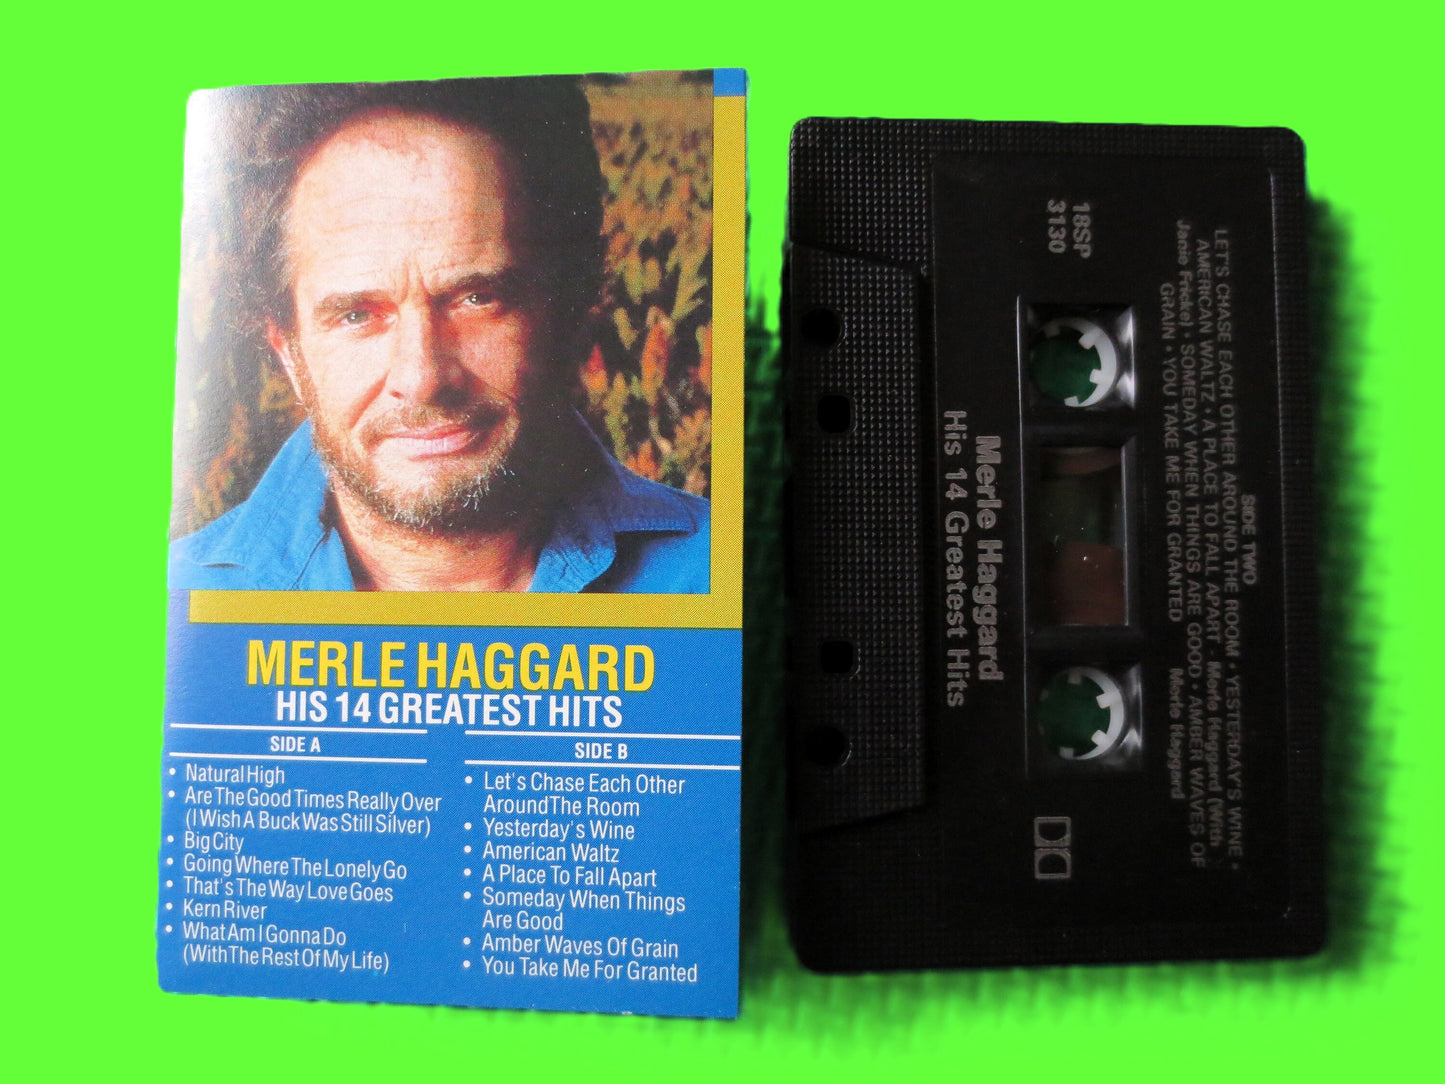 MERLE HAGGARD
HIS 14 GREATEST HITS
SIDE A
• Natural High
• Are The Good Times Really Over
(I Wish A Buck Was Still Silver)
• Big City
• Going Where The Lonely Go
• That's The Way Love Goes
• Kern River
• What Am I Gonna Do
(With The Rest Of My Life)
SIDE B
• Let's Chase Each Other
Around The Room
• Yesterday's Wine
• American Waltz
• A Place To Fall Apart
• Someday When Things
Are Good
• Amber Waves Of Grain
• You Take Me For Granted
18SP
3130
SIDE TWO
LET'S CHASE EACH OTHER AROUND THE ROOM • YESTERDAY'S WINE •
AMERICAN WALTZ • A PLACE TO FALL APART - Merle Haggard (With
Janie Fricke) • SOMEDAY WHEN THINGS ARE GOOD • AMBER WAVES OF
GRAIN • YOU TAKE ME FOR GRANTED
Merle Haggard
Merle Haggard
His 14 Greatest Hits